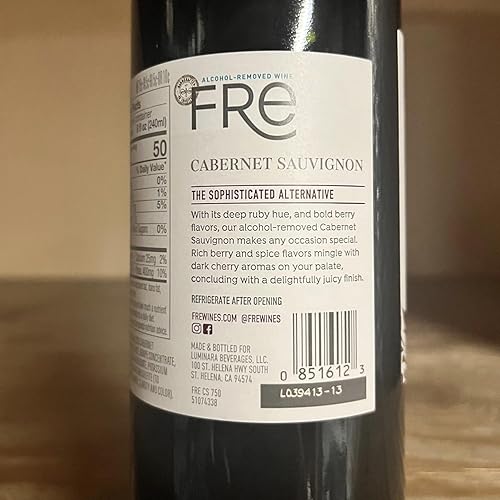 ALCOHOL-REMOVED WINE
FRe
CABERNET SAUVIGNON
THE SOPHISTICATED ALTERNATIVE
With its deep ruby hue, and bold berry
flavors, our alcohol-removed Cabernet
Sauvignon makes any occasion special.
Rich berry and spice flavors mingle with
dark cherry aromas on your palate,
concluding with a delightfully juicy finish.
REFRIGERATE AFTER OPENING
FREWINES.COM @FREWINES
MADE & BOTTLED FOR
LUMINARA BEVERAGES, LLC,
100 ST. HELENA HWY SOUTH
ST. HELENA, CA 94574
FRE CS 750
51074338
0 851612 3
L039413-13
(240ml)
50
% Daily Value*
0%
1%
5%
0%
25mg 2%
400mg 10%